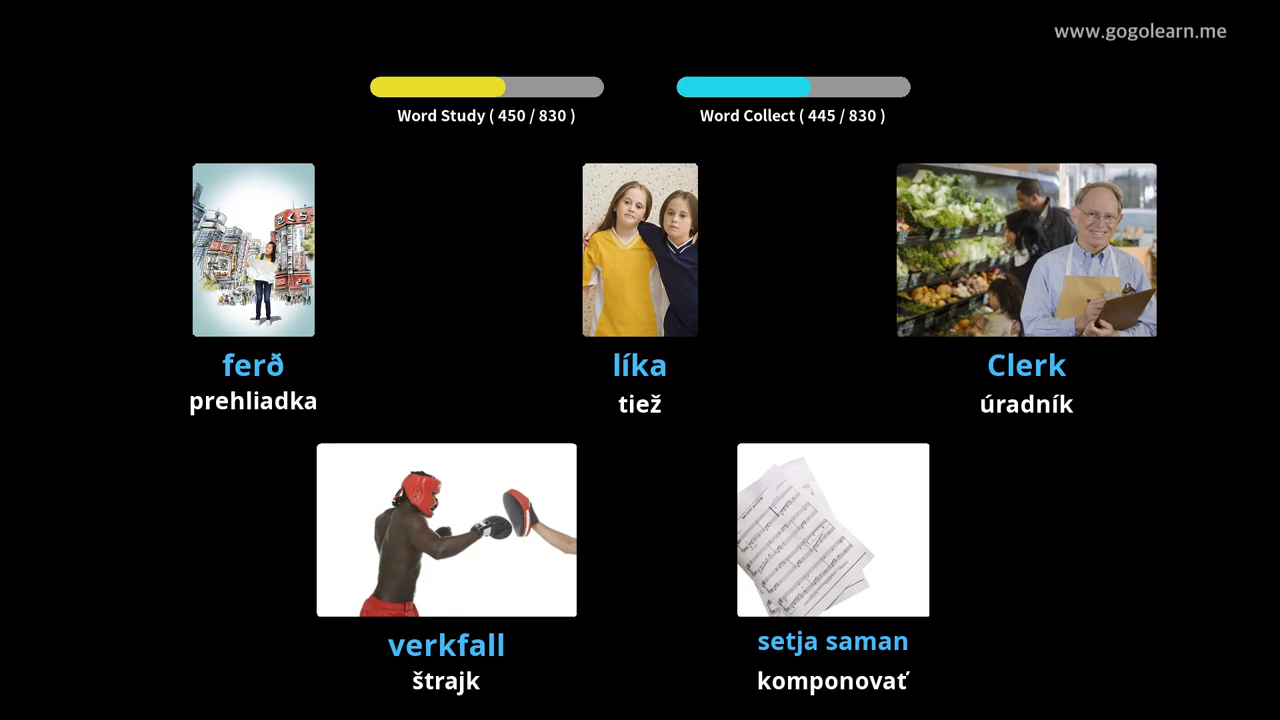 www.gogolearn.me
Word Study ( 450 / 830 )
Word Collect ( 445 / 830 )
ferð
prehliadka
líka
tiež
Clerk
úradník
verkfall
štrajk
setja saman
komponovať